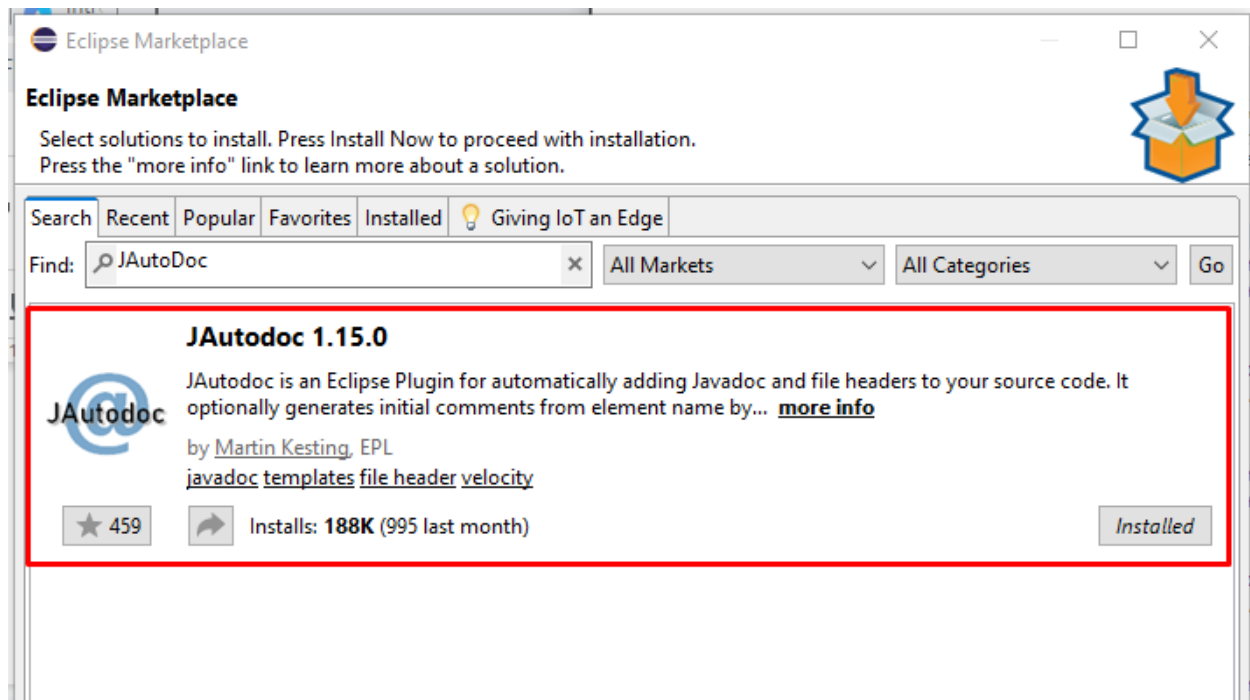 Eclipse Marketplace
Eclipse Marketplace
Select solutions to install. Press Install Now to proceed with installation.
Press the "more info" link to learn more about a solution.
Search Recent Popular Favorites Installed Giving IoT an Edge
Find: JAutoDoc All Markets All Categories Go
JAutodoc 1.15.0
JAutodoc is an Eclipse Plugin for automatically adding Javadoc and file headers to your source code. It
optionally generates initial comments from element name by... more info
JAutodoc
by Martin Kesting, EPL
javadoc templates file header velocity
459 Installs: 188K (995 last month) Installed